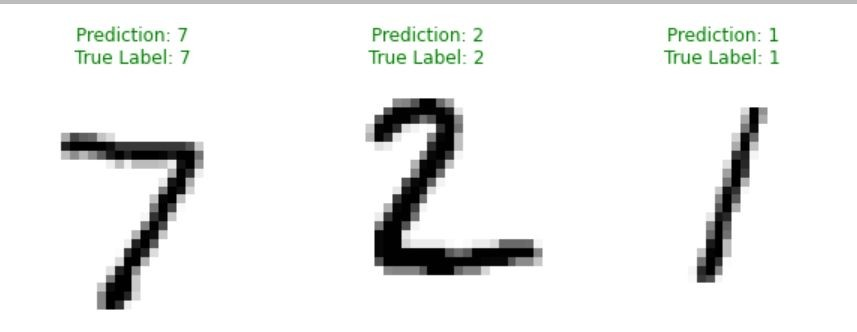 Prediction: 7
True Label: 7
Prediction: 2
True Label: 2
Prediction: 1
True Label: 1
7
2
1